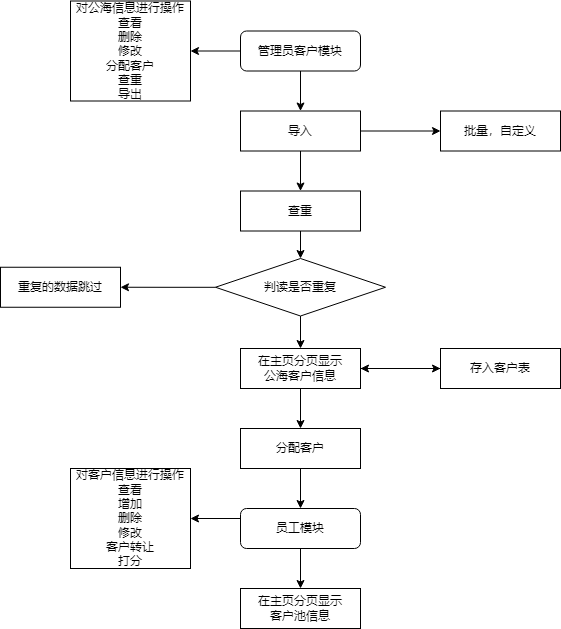 对公海信息进行操作
查看
删除
修改
分配客户
查重
导出
管理员客户模块
导入
批量，自定义
查重
判读是否重复
重复的数据跳过
在主页分页显示
公海客户信息
存入客户表
分配客户
对客户信息进行操作
查看
增加
删除
修改
客户转让
打分
员工模块
在主页分页显示
客户池信息